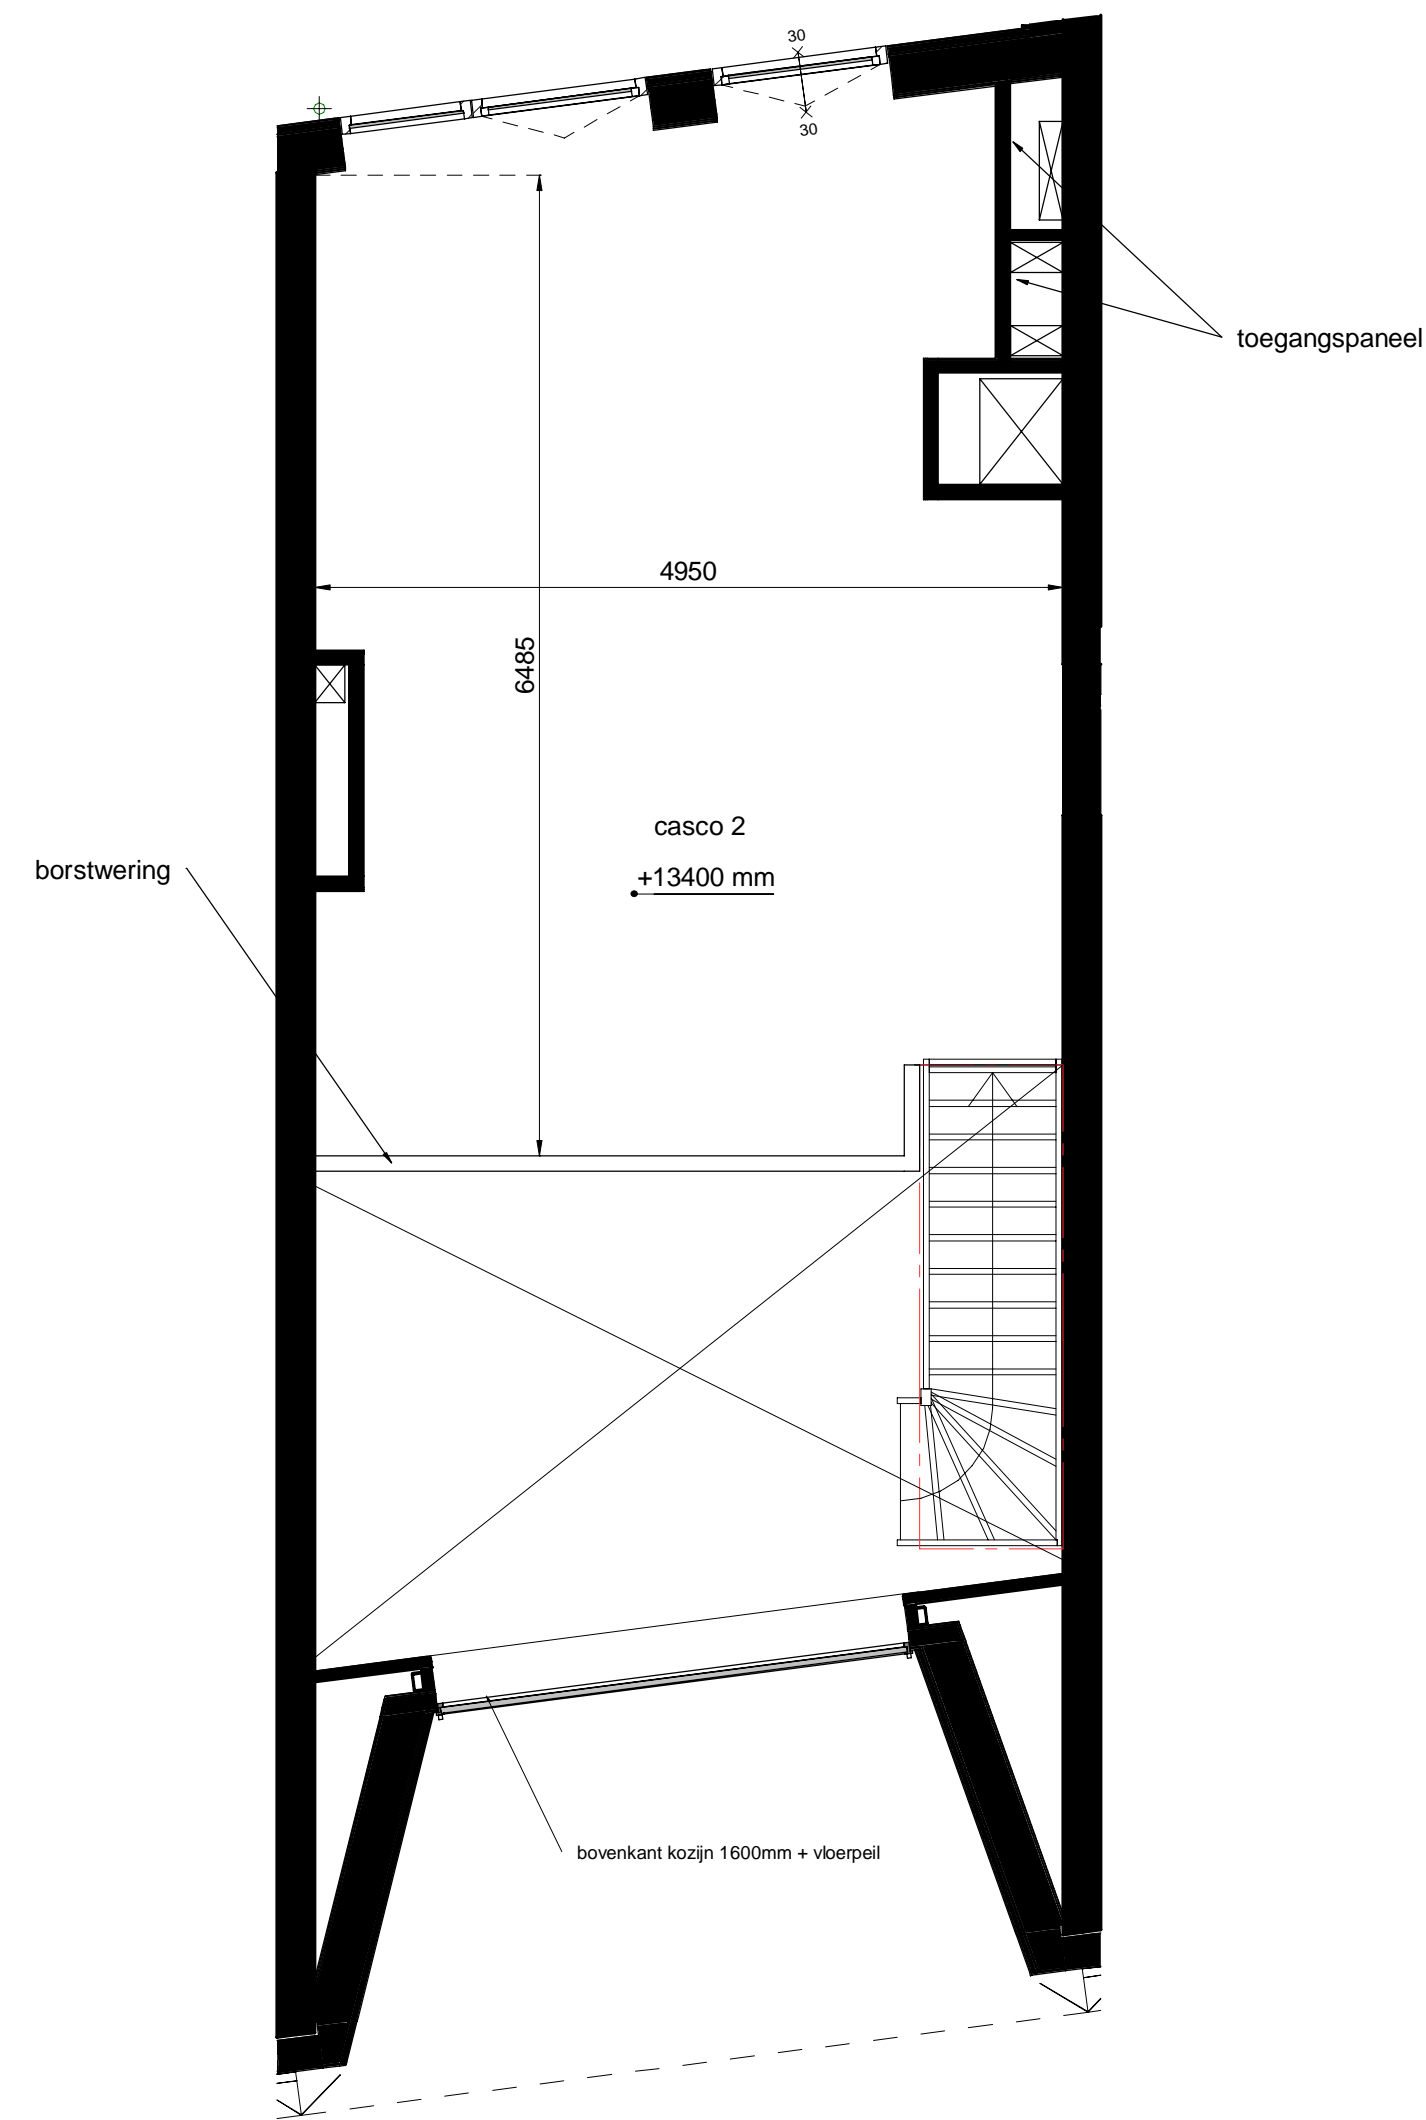 30
30
toegangspaneel
4950
6485
casco 2
borstwering
+13400 mm
bovenkant kozijn 1600mm + vloerpeil